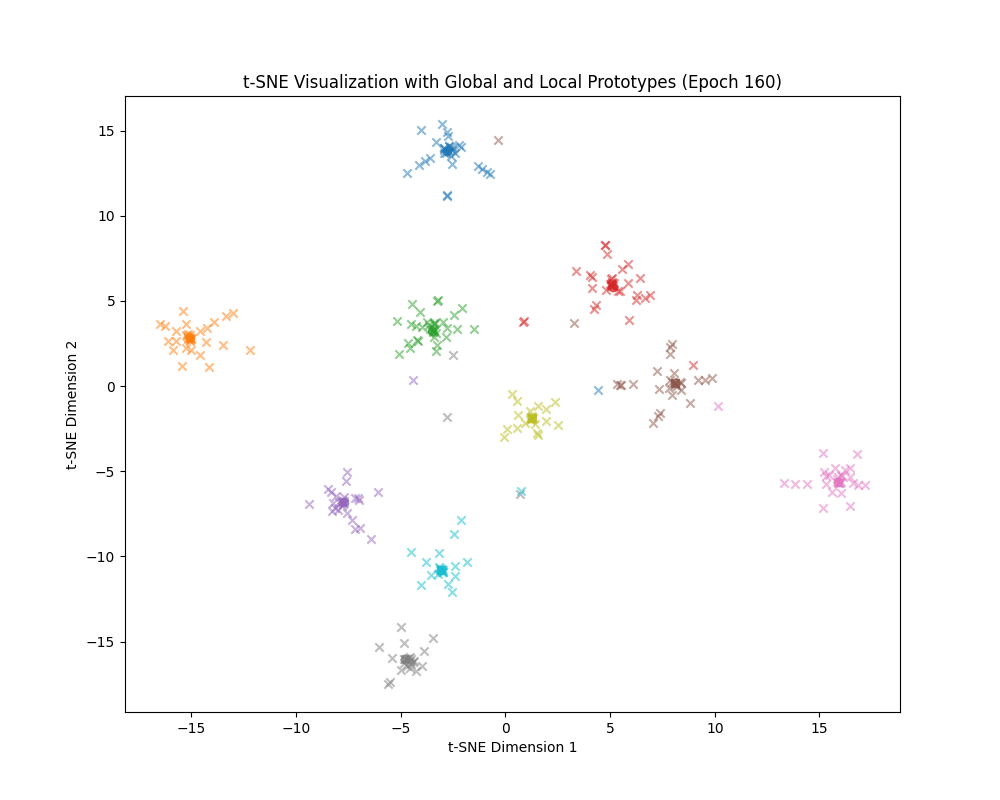 t-SNE Visualization with Global and Local Prototypes (Epoch 160)
15
10
5
0
−5
−10
−15
t-SNE Dimension 2
−15 −10 −5 0 5 10 15
t-SNE Dimension 1